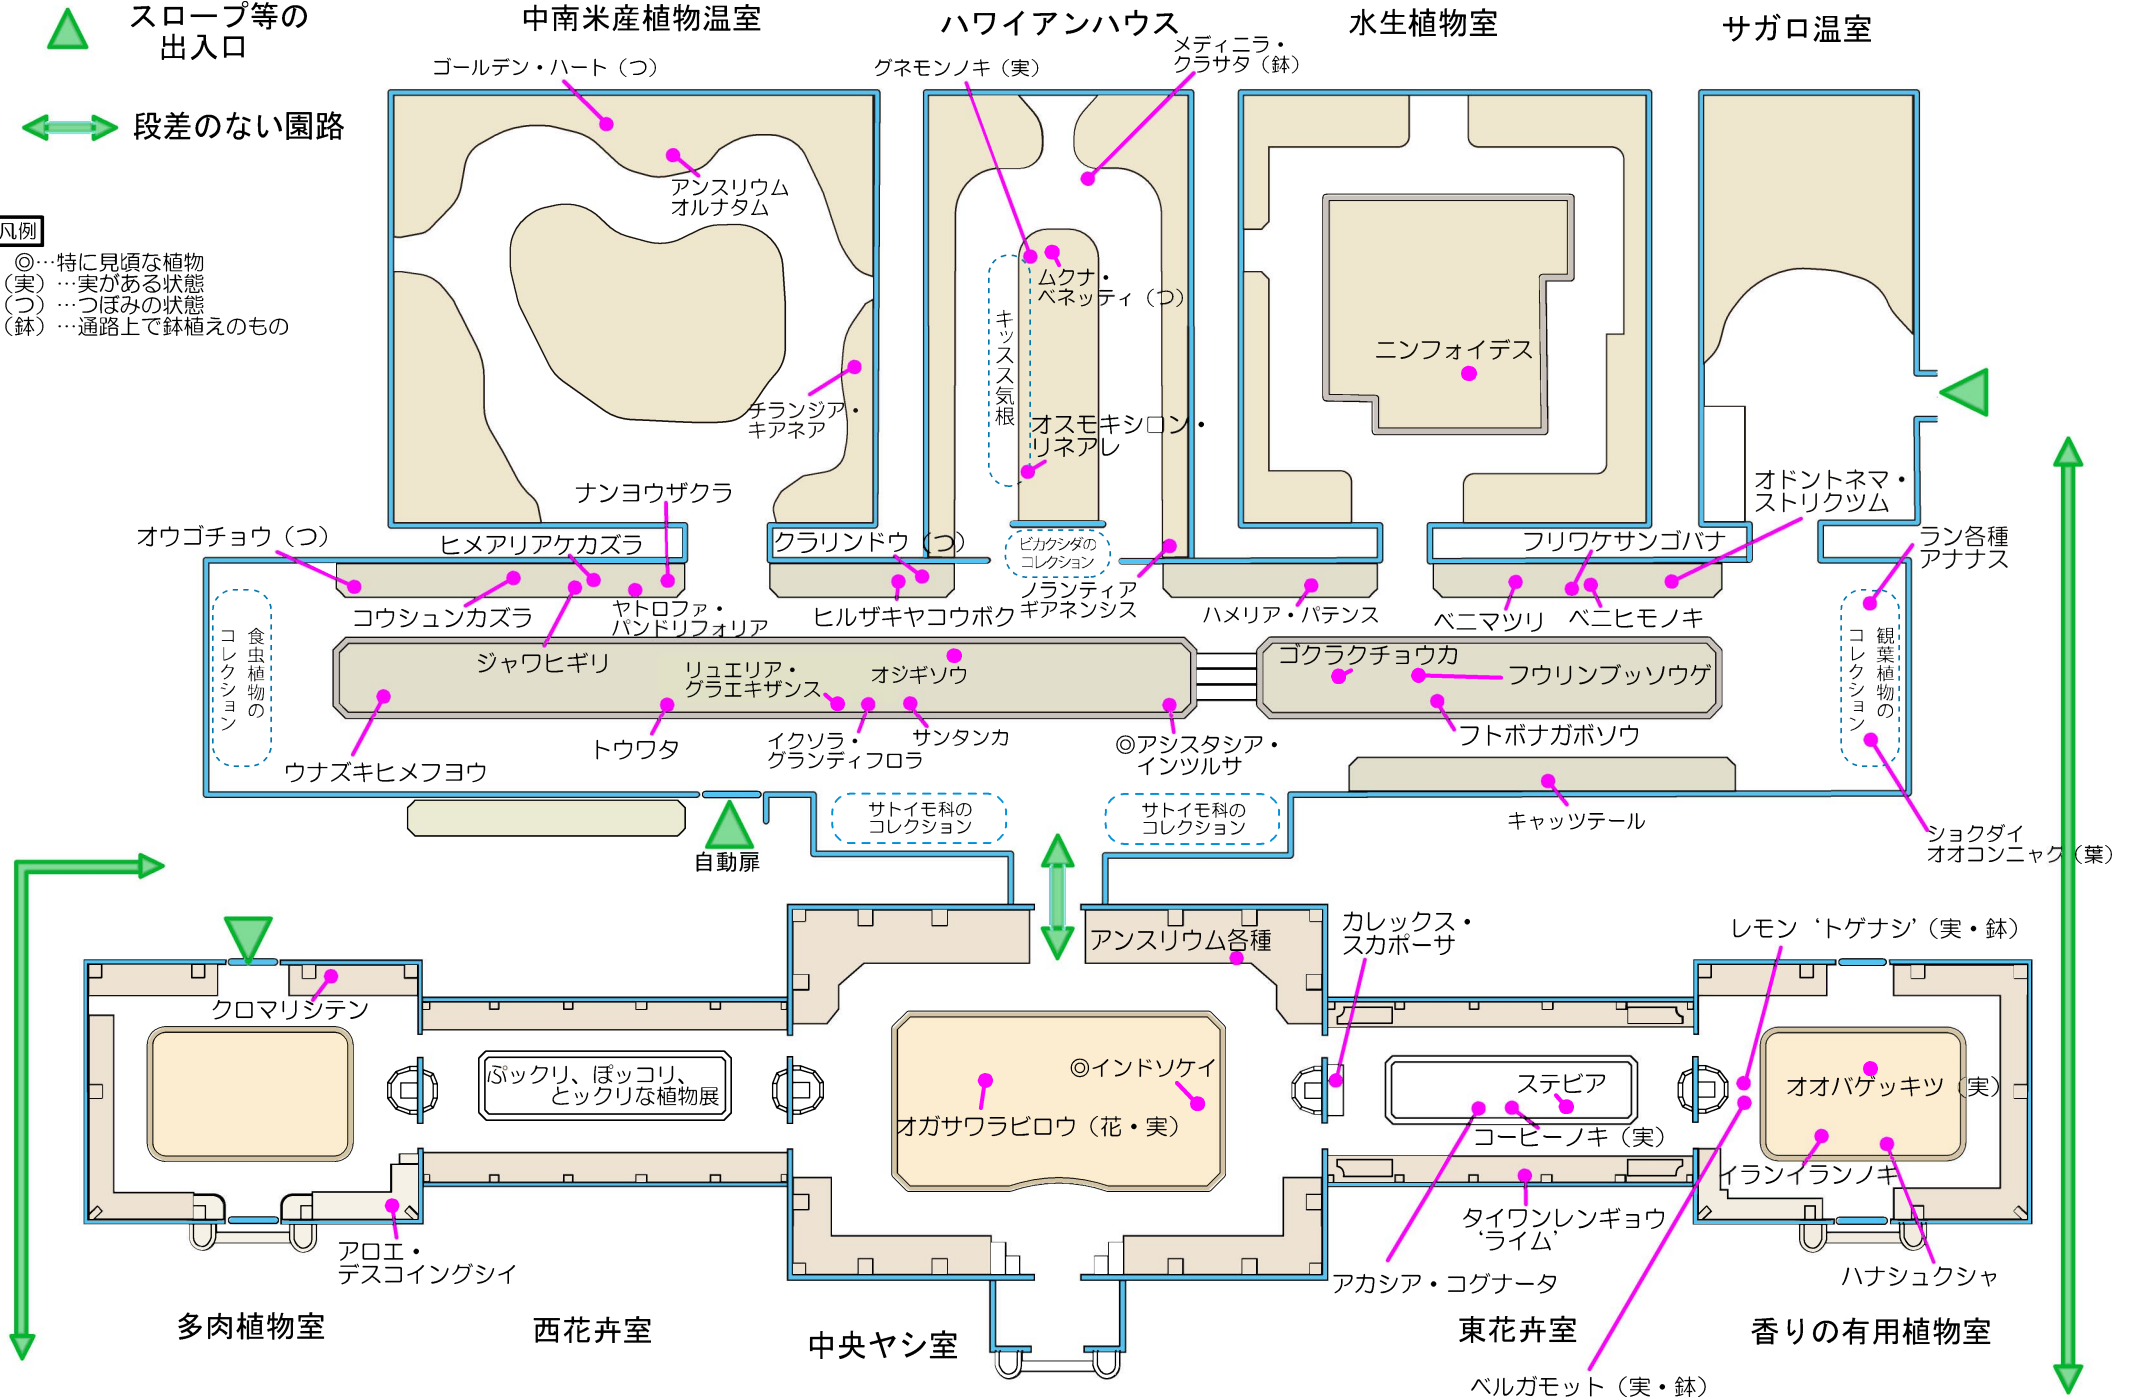 スロープ等の
出入口
段差のない園路
凡例
◎…特に見頃な植物
（実）…実がある状態
（つ）…つぼみの状態
（鉢）…通路上で鉢植えのもの
中南米産植物温室
ハワイアンハウス
水生植物室
サガロ温室
ゴールデン・ハート（つ）
アンスリウム
オルナタム
チランジア・
キアネア
グネモンノキ（実）
メディニラ・
クラサタ（鉢）
ムクナ・
ベネッティ（つ）
キッスス気根
オスモキシロン・
リネアレ
ニンフォイデス
オウゴチョウ（つ）
ナンヨウザクラ
ヒメアリアケカズラ
クラリンドウ（つ）
ビカクシダの
コレクション
フリワケサンゴバナ
オドントネマ・
ストリクツム
ラン各種
アナナス
コウシュンカズラ
ヤトロファ・
パンドリフォリア
ヒルザキヤコウボク
ノランティア
ギアネンシス
ハメリア・パテンス
ベニマツリ
ベニヒモノキ
食虫植物の
コレクション
ジャワヒギリ
リュエリア・
グラエキザンス
オジギソウ
ゴクラクチョウカ
フウリンブッソウゲ
観葉植物の
コレクション
ウナズキヒメフヨウ
トウワタ
イクソラ・
グランディフロラ
サンタンカ
◎アシスタシア・
インツルサ
フトボナガボソウ
キャッツテール
サトイモ科の
コレクション
サトイモ科の
コレクション
自動扉
ショクダイ
オオコンニャク（葉）
クロマリシテン
アンスリウム各種
カレックス・
スカポーサ
レモン‘トゲナシ’（実・鉢）
ぷックリ、ぽッコリ、
とックリな植物展
◎インドソケイ
オガサワラビロウ（花・実）
ステビア
コーヒーノキ（実）
オオバゲッキツ（実）
イランイランノキ
アロエ・
デスコイングシイ
タイワンレンギョウ
‘ライム’
アカシア・コグナータ
ハナシュクシャ
ベルガモット（実・鉢）
多肉植物室
西花卉室
中央ヤシ室
東花卉室
香りの有用植物室